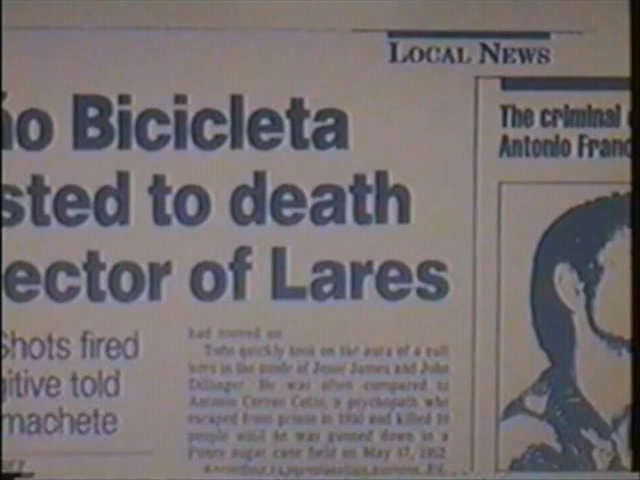 LOCAL NEWS
ño Bicicleta
sted to death
ector of Lares
Shots fired
gitive told
machete
had moved on
Toño quickly took on the aura of a cult
hero in the mode of Jesse James and John
Dillinger. He was often compared to
Antonio Correa Cotto, a psychopath who
escaped from prison in 1950 and killed 10
people until he was gunned down in a
Ponce sugar cane field on May 17, 1952
The criminal
Antonio Franc